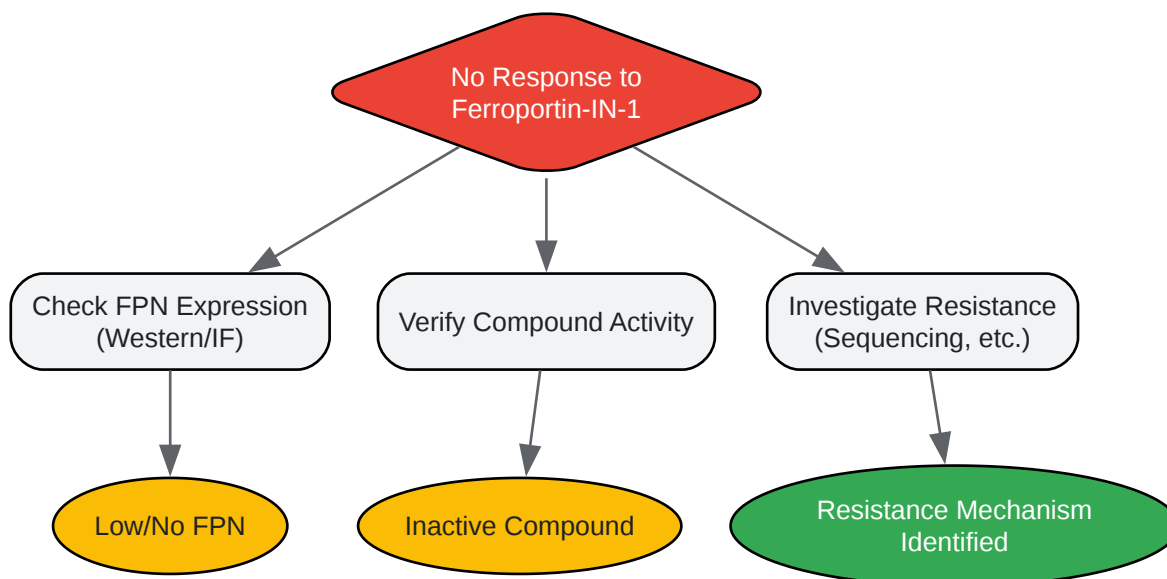 No Response to
Ferroportin-IN-1
Check FPN Expression
(Western/IF)
Verify Compound Activity
Investigate Resistance
(Sequencing, etc.)
Low/No FPN
Inactive Compound
Resistance Mechanism
Identified